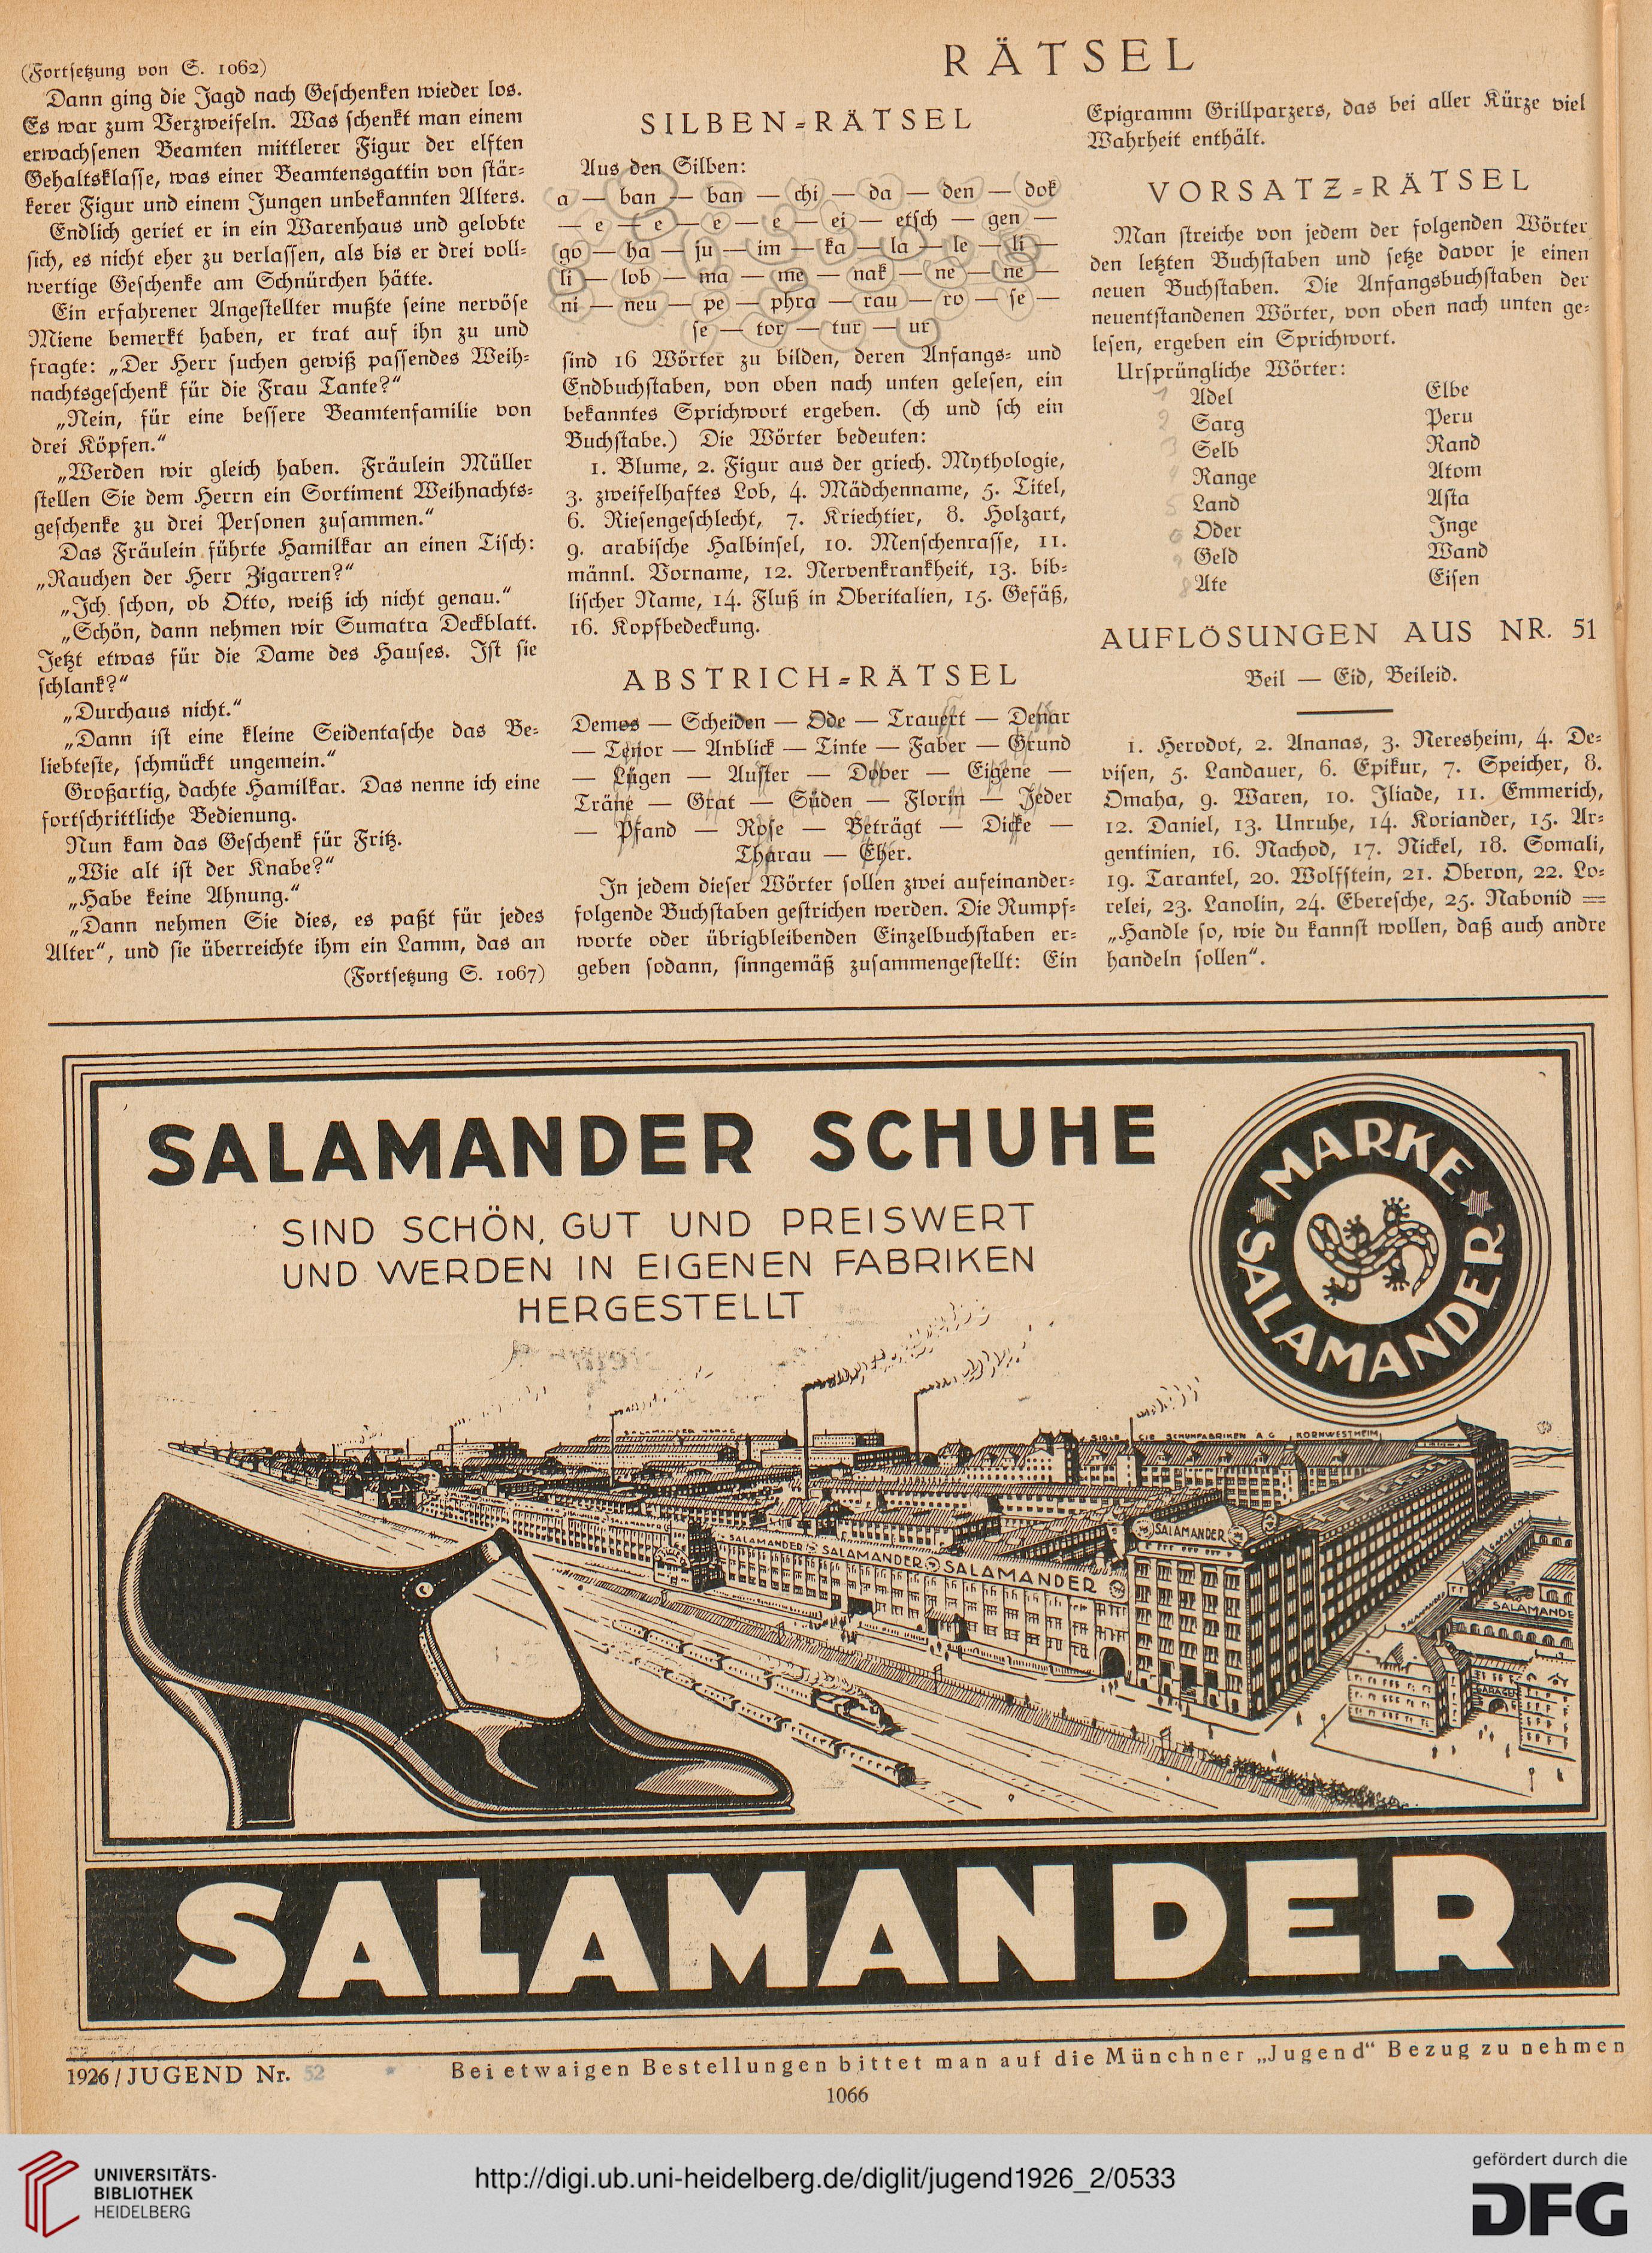 (Fortsetzung von S. 1062)
Dann ging die Jagd nach Geschenken wieder los.
Es war zum Verzweifeln. Was schenkt man einem
erwachsenen Beamten mittlerer Figur der elften
Gehaltsklasse, was einer Beamtensgattin von stär-
kerer Figur und einem Jungen unbekannten Alters.
Endlich geriet er in ein Warenhaus und gelobte
sich, es nicht eher zu verlassen, als bis er drei voll-
wertige Geschenke am Schnürchen hätte.
Ein erfahrener Angestellter mußte seine nervöse
Miene bemerkt haben, er trat auf ihn zu und
fragte: „Der Herr suchen gewiß passendes Weih-
nachtsgeschenk für die Frau Tante?“
„Nein, für eine bessere Beamtenfamilie von
drei Köpfen.“
„Werden wir gleich haben. Fräulein Müller
stellen Sie dem Herrn ein Sortiment Weihnachts-
geschenke zu drei Personen zusammen.“
Das Fräulein führte Hamilkar an einen Tisch:
„Rauchen der Herr Zigarren?“
„Ich schon, ob Otto, weiß ich nicht genau.“
„Schön, dann nehmen wir Sumatra Deckblatt.
Jetzt etwas für die Dame des Hauses. Ist sie
schlank?“
„Durchaus nicht.“
„Dann ist eine kleine Seidentasche das Be-
liebteste, schmückt ungemein.“
Großartig, dachte Hamilkar. Das nenne ich eine
fortschrittliche Bedienung.
Nun kam das Geschenk für Fritz.
„Wie alt ist der Knabe?“
„Habe keine Ahnung.“
„Dann nehmen Sie dies, es paßt für jedes
Alter“, und sie überreichte ihm ein Lamm, das an
(Fortsetzung S. 1067)
RÄTSEL
SILBEN-RÄTSEL
Aus den Silben:
a — ban — ban — chi — da — den — dok
— e — e — e — e — ei — etsch — gen —
go — ha — ju — im — ka — la — le — li —
li — lob — ma — me — nak — ne — ne —
ni — neu — pe — phra — rau — ro — se —
se — tor — tur — ur
sind 16 Wörter zu bilden, deren Anfangs- und
Endbuchstaben, von oben nach unten gelesen, ein
bekanntes Sprichwort ergeben. (ch und sch ein
Buchstabe.) Die Wörter bedeuten:
1. Blume, 2. Figur aus der griech. Mythologie,
3. zweifelhaftes Lob, 4. Mädchenname, 5. Titel,
6. Riesengeschlecht, 7. Kriechtier, 8. Holzart,
9. arabische Halbinsel, 10. Menschenrasse, 11.
männl. Vorname, 12. Nervenkrankheit, 13. bib-
lischer Name, 14. Fluß in Oberitalien, 15. Gefäß,
16. Kopfbedeckung.
ABSTRICH-RÄTSEL
Demos — Scheiden — Ode — Trauert — Denar
— Tenor — Anblick — Tinte — Faber — Grund
— Lügen — Auster — Dober — Eigene —
Träne — Grat — Süden — Florin — Jeder
— Pfand — Rose — Beträgt — Dicke —
Tharau — Eher.
In jedem dieser Wörter sollen zwei aufeinander-
folgende Buchstaben gestrichen werden. Die Rumpf-
worte oder übrigbleibenden Einzelbuchstaben er-
geben sodann, sinngemäß zusammengestellt: Ein
Epigramm Grillparzers, das bei aller Kürze viel
Wahrheit enthält.
VORSATZ-RÄTSEL
Man streiche von jedem der folgenden Wörter
den letzten Buchstaben und setze davor je einen
neuen Buchstaben. Die Anfangsbuchstaben der
neuentstandenen Wörter, von oben nach unten ge-
lesen, ergeben ein Sprichwort.
Ursprüngliche Wörter:
1 Adel Elbe
2 Sarg Peru
3 Selb Rand
4 Range Atom
5 Land Asta
6 Oder Inge
Geld Wand
8 Ate Eisen
AUFLÖSUNGEN AUS NR. 51
Beil — Eid, Beileid.
1. Herodot, 2. Ananas, 3. Neresheim, 4. De-
visen, 5. Landauer, 6. Epikur, 7. Speicher, 8.
Omaha, 9. Waren, 10. Iliade, 11. Emmerich,
12. Daniel, 13. Unruhe, 14. Koriander, 15. Ar-
gentinien, 16. Nachod, 17. Nickel, 18. Somali,
19. Tarantel, 20. Wolfstein, 21. Oberon, 22. Lo-
relei, 23. Lanolin, 24. Eberesche, 25. Nabonid =
„Handle so, wie du kannst wollen, daß auch andre
handeln sollen“.
SALAMANDER SCHUHE
SIND SCHÖN, GUT UND PREISWERT
UND WERDEN IN EIGENEN FABRIKEN
HERGESTELLT
MARKE
SALAMANDER
SCHUHFABRIKEN A.G. KORNWESTHEIM
SALAMANDER
SALAMANDER SALAMANDER SALAMANDER
SALAMANDE
GARAGE
SALAMANDER
1926 / JUGEND Nr. 52
Bei etwaigen Bestellungen bittet man auf die Münchner „Jugend“ Bezug zu nehmen
1066
UNIVERSITÄTS-
BIBLIOTHEK
HEIDELBERG
http://digi.ub.uni-heidelberg.de/diglit/jugend1926_2/0533
gefördert durch die
DFG